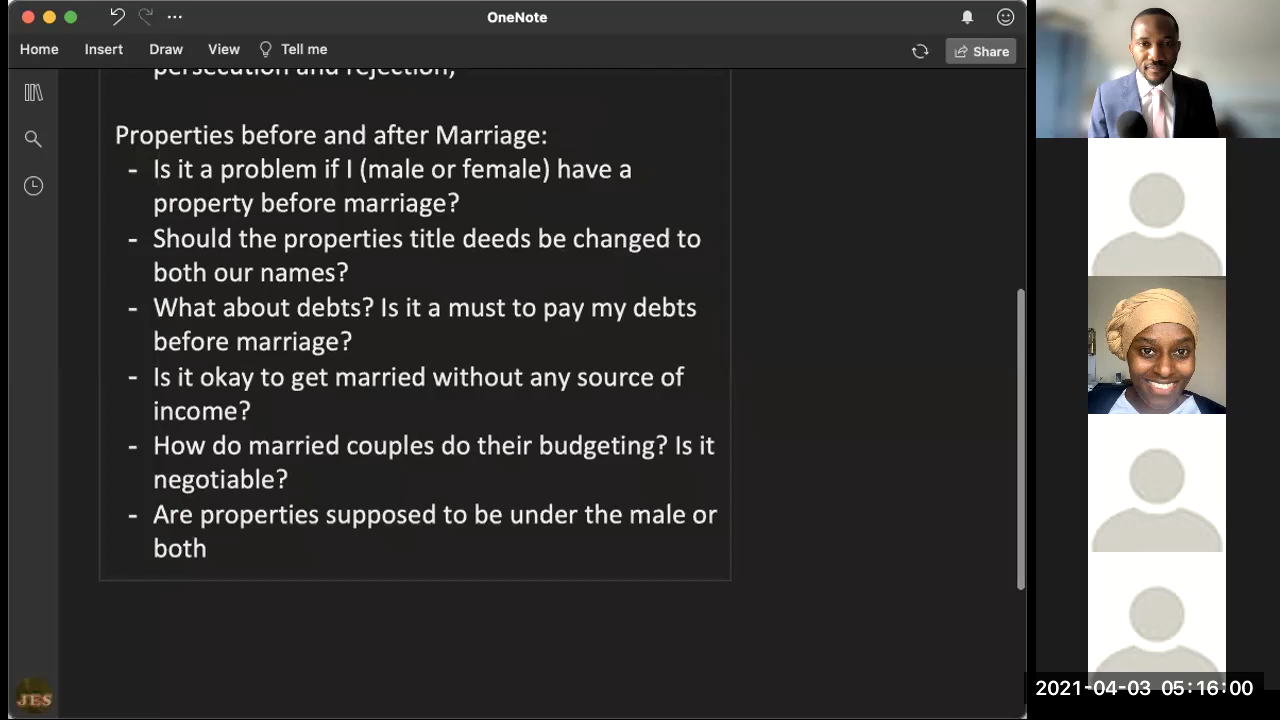 OneNote
Home Insert Draw View Tell me Share
persecution and rejection,
Properties before and after Marriage:
- Is it a problem if I (male or female) have a
property before marriage?
- Should the properties title deeds be changed to
both our names?
- What about debts? Is it a must to pay my debts
before marriage?
- Is it okay to get married without any source of
income?
- How do married couples do their budgeting? Is it
negotiable?
- Are properties supposed to be under the male or
both
JES
2021-04-03 05:16:00